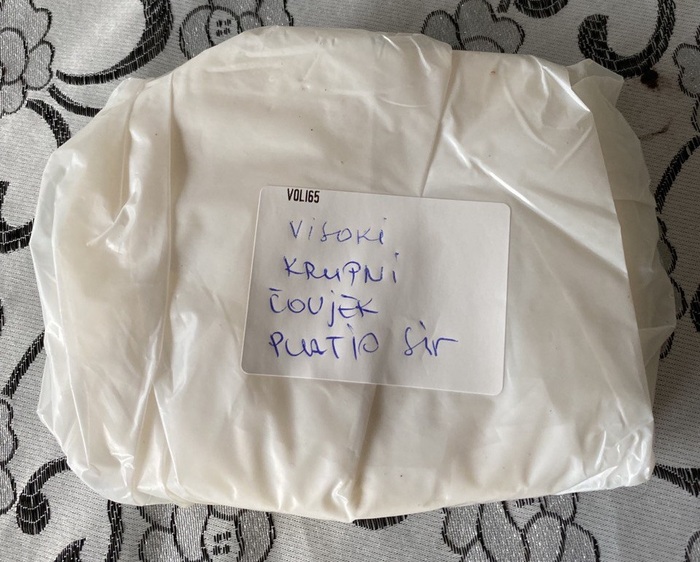 VOLI65
Visoki
KRUPNI
ČOVJEK
PLATIO Sir